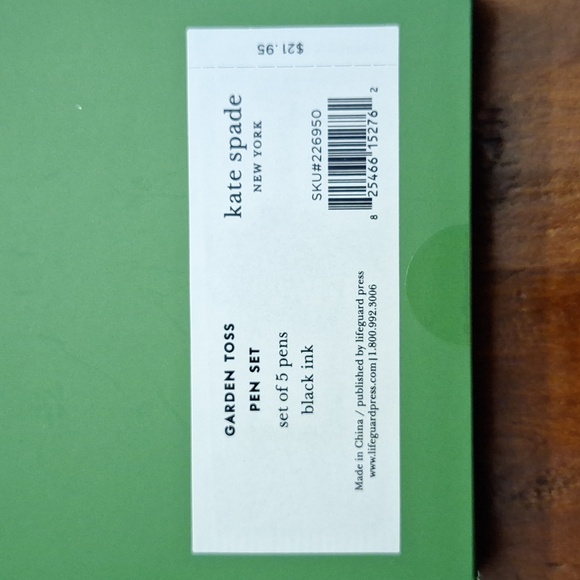 GARDEN TOSS
PEN SET
set of 5 pens
black ink
Made in China / published by lifeguard press
www.lifeguardpress.com | 1.800.992.3006
kate spade
NEW YORK
SKU#226950
8 25466 15276 2
$21.95